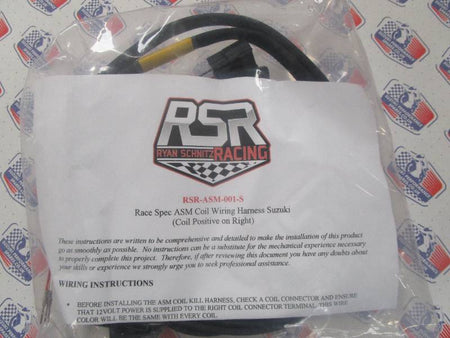 RSR
RYAN SCHNITZ RACING
RSR-ASM-001-S
Race Spec ASM Coil Wiring Harness Suzuki
(Coil Positive on Right)
These instructions are written to be comprehensive and detailed to make the installation of this product
go as smoothly as possible. No instructions can be a substitute for the mechanical experience necessary
to properly complete this project. Therefore, if after reviewing this document you have any doubts about
your skills or experience we strongly urge you to seek professional assistance.
WIRING INSTRUCTIONS
• BEFORE INSTALLING THE ASM COIL KILL HARNESS, CHECK A COIL CONNECTOR AND ENSURE
THAT 12VOLT POWER IS SUPPLIED TO THE RIGHT COIL CONNECTOR TERMINAL. THIS WIRE
COLOR WILL BE THE SAME WITH EVERY COIL.